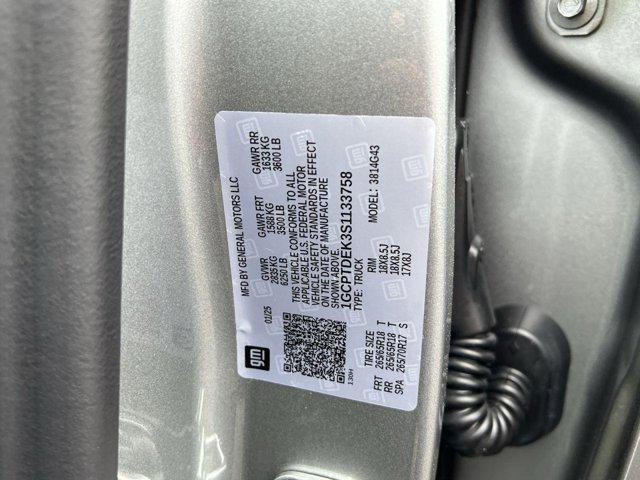 MFD BY GENERAL MOTORS LLC
01/25 GVWR GAWR FRT GAWR RR
2835 KG 1588 KG 1633 KG
6250 LB 3500 LB 3600 LB
THIS VEHICLE CONFORMS TO ALL
APPLICABLE U.S. FEDERAL MOTOR
VEHICLE SAFETY STANDARDS IN EFFECT
ON THE DATE OF MANUFACTURE
SHOWN ABOVE.
1GCPTDEK3S1133758
TYPE: TRUCK MODEL: 3814G43
TIRE SIZE RIM
FRT 265/65R18 T 18X8.5J
RR 265/65R18 T 18X8.5J
SPA 265/70R17 S 17X8J
gm